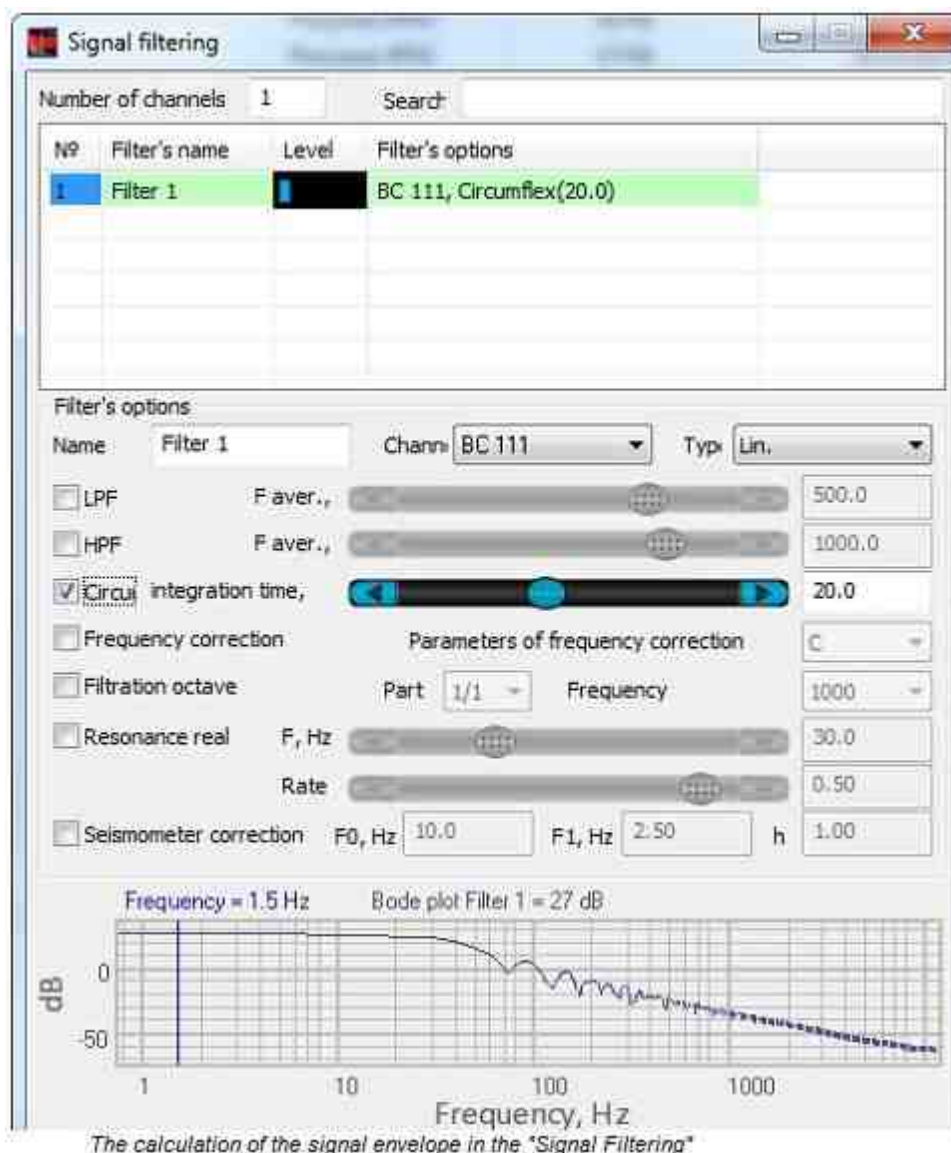 Signal filtering
Number of channels 1 Search
Nº Filter's name Level Filter's options
1 Filter 1 BC 111, Circumflex(20.0)
Filter's options
Name Filter 1 Chann BC 111 Typ Lin.
LPF F aver., 500.0
HPF F aver., 1000.0
Circu integration time, 20.0
Frequency correction Parameters of frequency correction C
Filtration octave Part 1/1 Frequency 1000
Resonance real F, Hz 30.0
Rate 0.50
Seismometer correction F0, Hz 10.0 F1, Hz 2.50 h 1.00
Frequency = 1.5 Hz Bode plot Filter 1 = 27 dB
dB
0
-50
1 10 100 1000
Frequency, Hz
The calculation of the signal envelope in the "Signal Filtering"